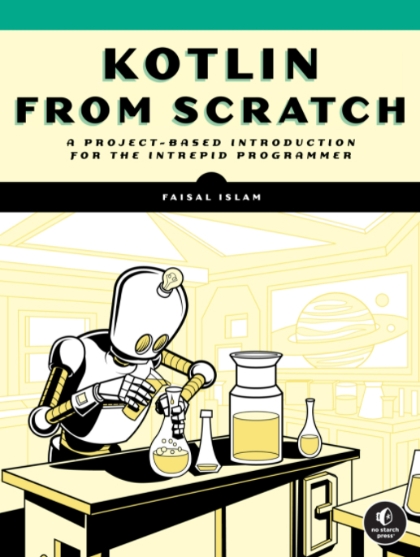 KOTLIN
FROM SCRATCH
A PROJECT-BASED INTRODUCTION
FOR THE INTREPID PROGRAMMER
FAISAL ISLAM
no starch
press